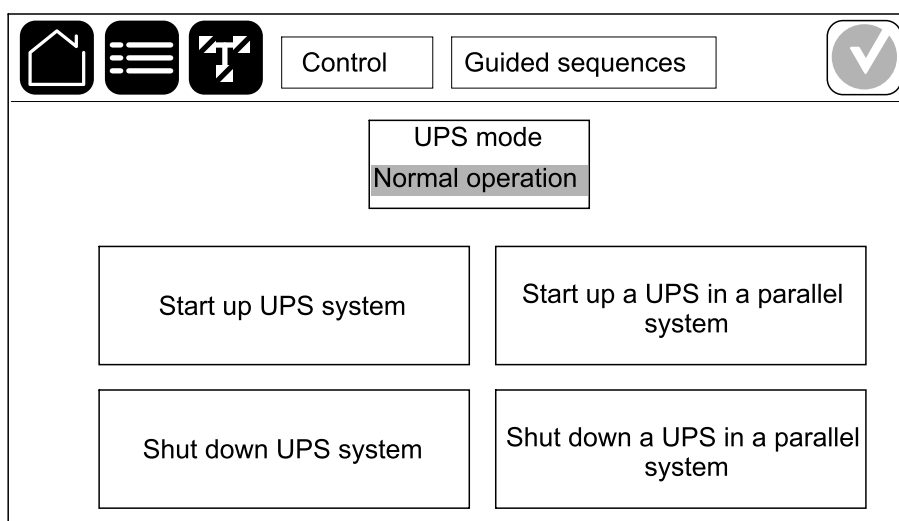 Control
Guided sequences
UPS mode
Normal operation
Start up UPS system
Start up a UPS in a parallel
system
Shut down UPS system
Shut down a UPS in a parallel
system